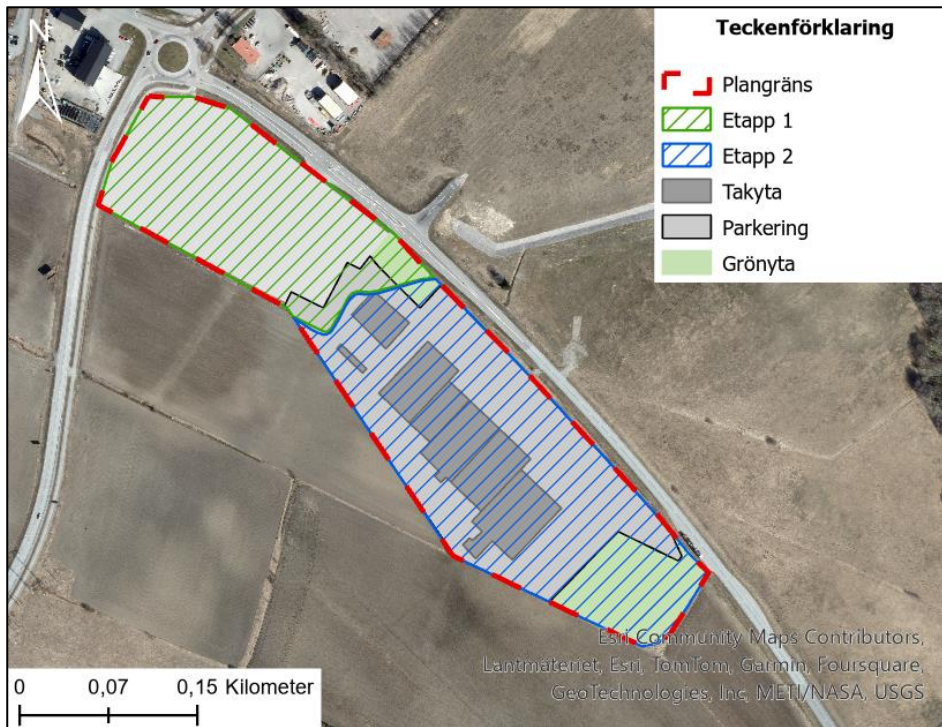 N
Teckenförklaring
Plangräns
Etapp 1
Etapp 2
Takyta
Parkering
Grönyta
Esri Community Maps Contributors,
Lantmäteriet, Esri, TomTom, Garmin, Foursquare,
GeoTechnologies, Inc, METI/NASA, USGS
0 0,07 0,15 Kilometer